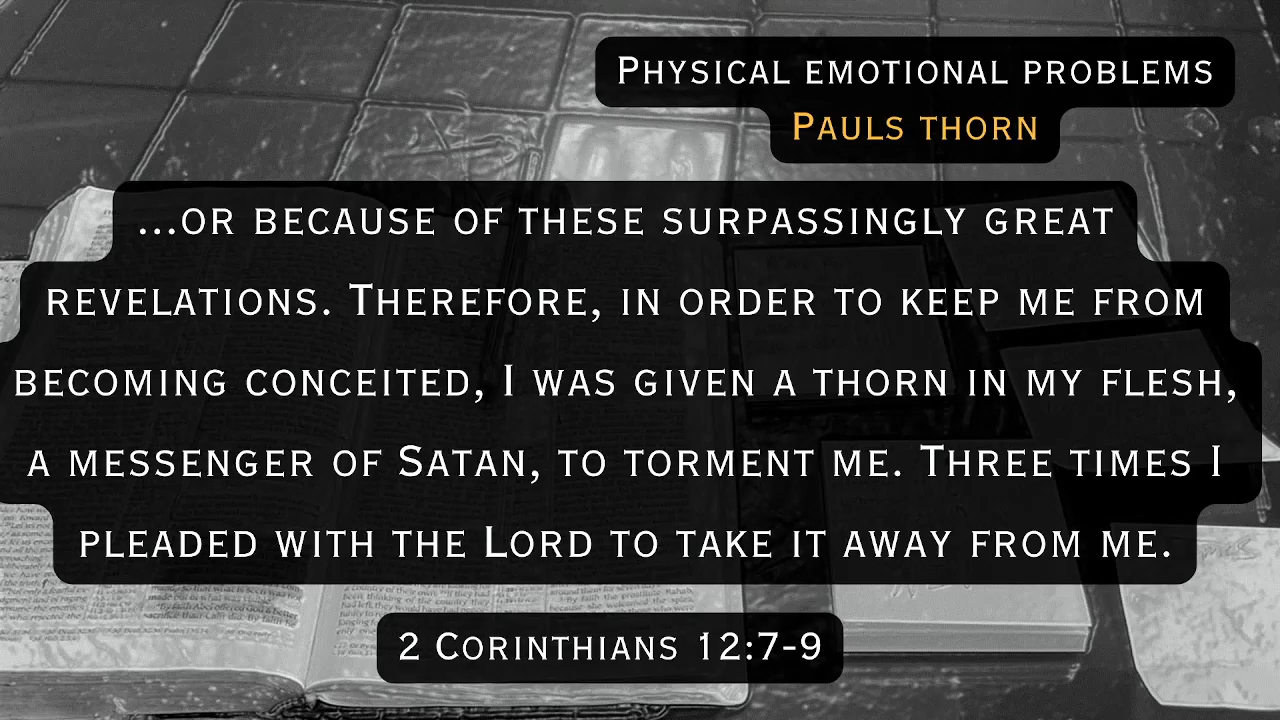 Physical emotional problems
Pauls thorn
...or because of these surpassingly great
revelations. Therefore, in order to keep me from
becoming conceited, I was given a thorn in my flesh,
a messenger of Satan, to torment me. Three times I
pleaded with the Lord to take it away from me.
2 Corinthians 12:7-9